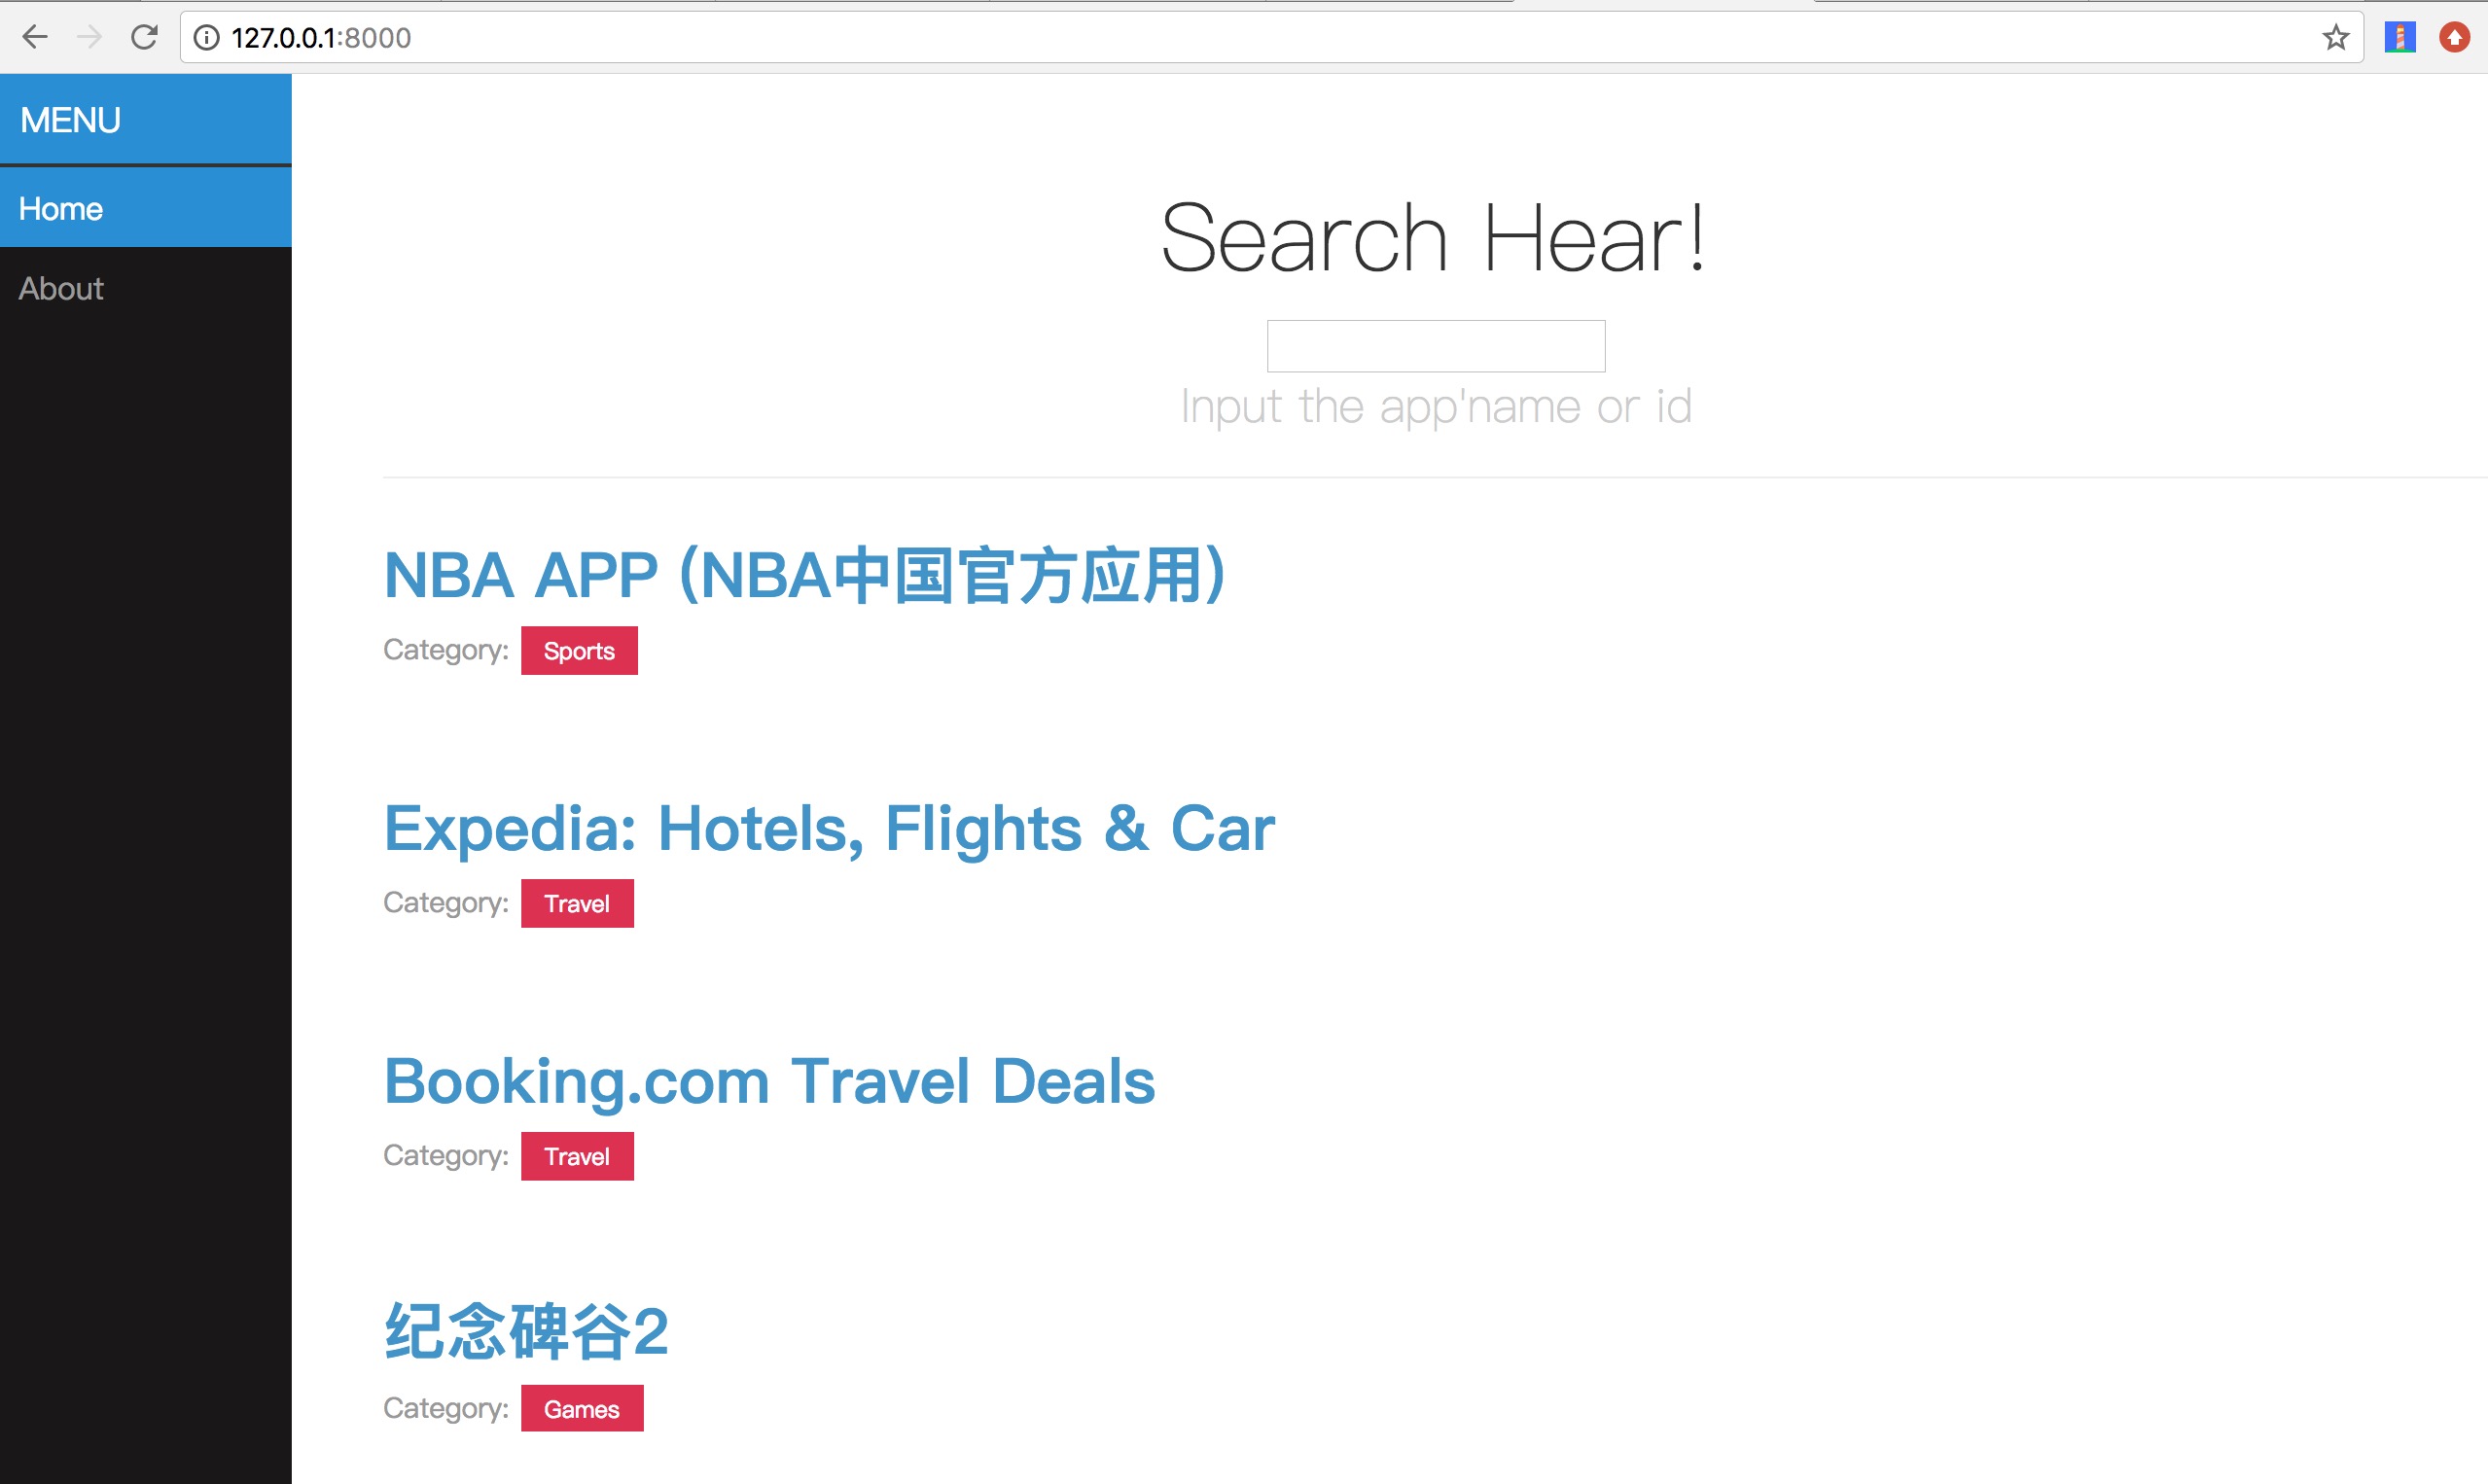 127.0.0.1:8000
MENU
Home
About
Search Hear!
Input the app'name or id
NBA APP (NBA中国官方应用)
Category: Sports
Expedia: Hotels, Flights & Car
Category: Travel
Booking.com Travel Deals
Category: Travel
纪念碑谷2
Category: Games